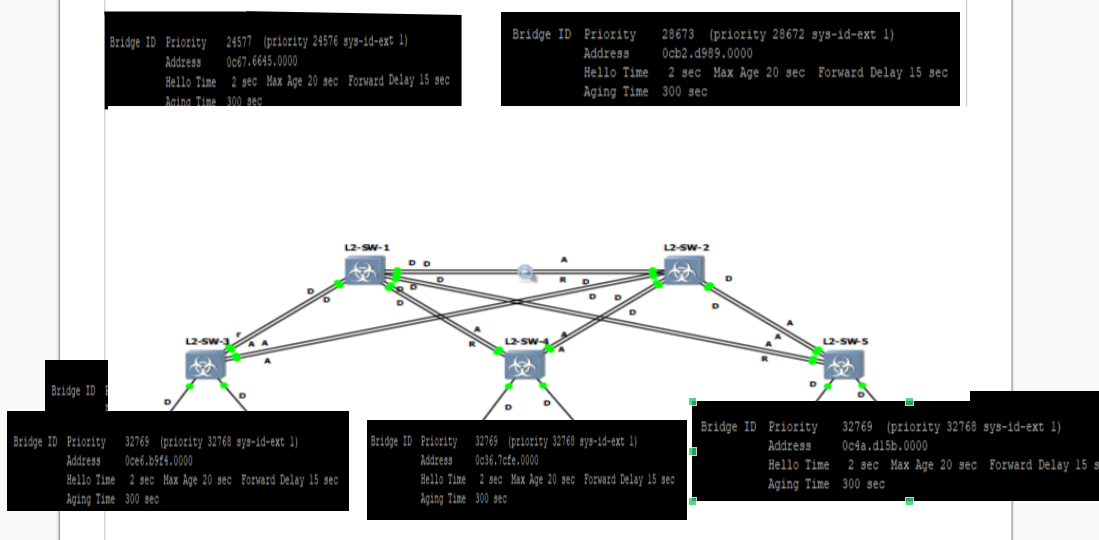 Bridge ID Priority 24577 (priority 24576 sys-id-ext 1)
Address 0c67.6645.0000
Hello Time 2 sec Max Age 20 sec Forward Delay 15 sec
Aging Time 300 sec
Bridge ID Priority 28673 (priority 28672 sys-id-ext 1)
Address 0cb2.d989.0000
Hello Time 2 sec Max Age 20 sec Forward Delay 15 sec
Aging Time 300 sec
L2-SW-1
L2-SW-2
D D A
D R D D
D D D D D
D D D D
r A A A A A
A R A A R
L2-SW-3
L2-SW-4
L2-SW-5
D D D D D D
Bridge ID
Bridge ID Priority 32769 (priority 32768 sys-id-ext 1)
Address 0ce6.b9f4.0000
Hello Time 2 sec Max Age 20 sec Forward Delay 15 sec
Aging Time 300 sec
Bridge ID Priority 32769 (priority 32768 sys-id-ext 1)
Address 0c36.7cfe.0000
Hello Time 2 sec Max Age 20 sec Forward Delay 15 sec
Aging Time 300 sec
Bridge ID Priority 32769 (priority 32768 sys-id-ext 1)
Address 0c4a.d15b.0000
Hello Time 2 sec Max Age 20 sec Forward Delay 15 s
Aging Time 300 sec